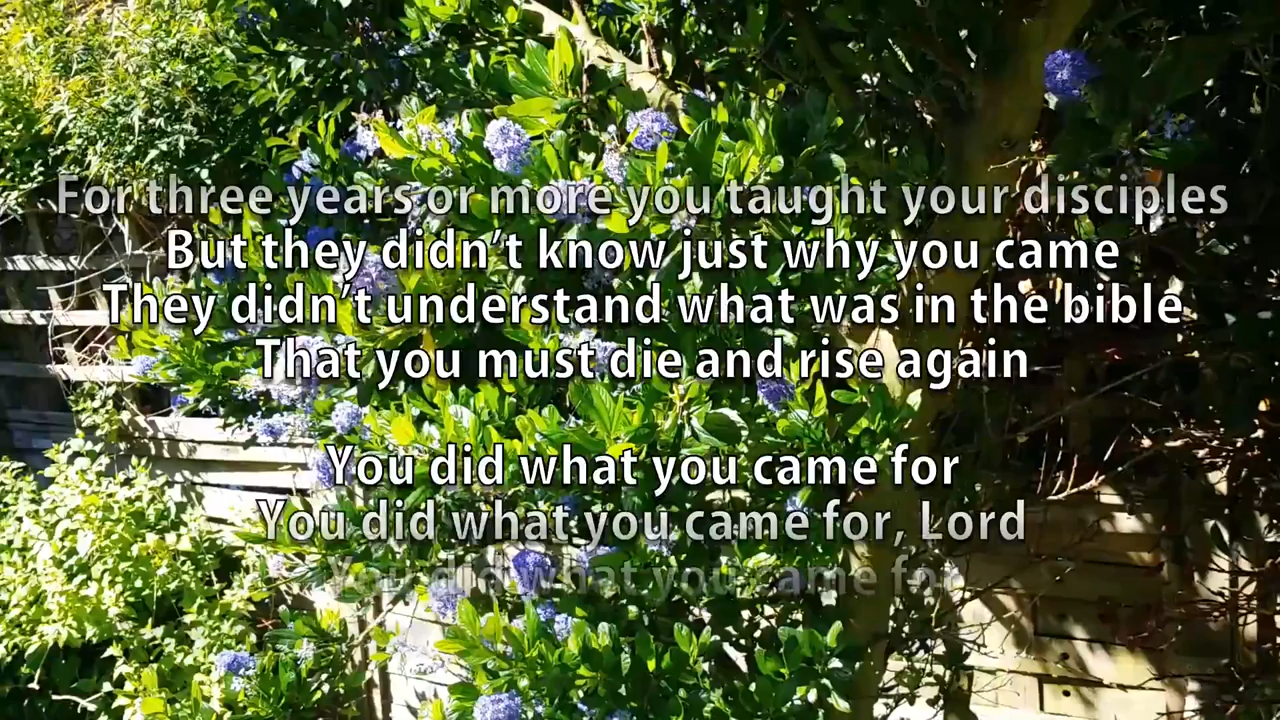 For three years or more you taught your disciples
But they didn't know just why you came
They didn't understand what was in the bible
That you must die and rise again
You did what you came for
You did what you came for, Lord
You did what you came for